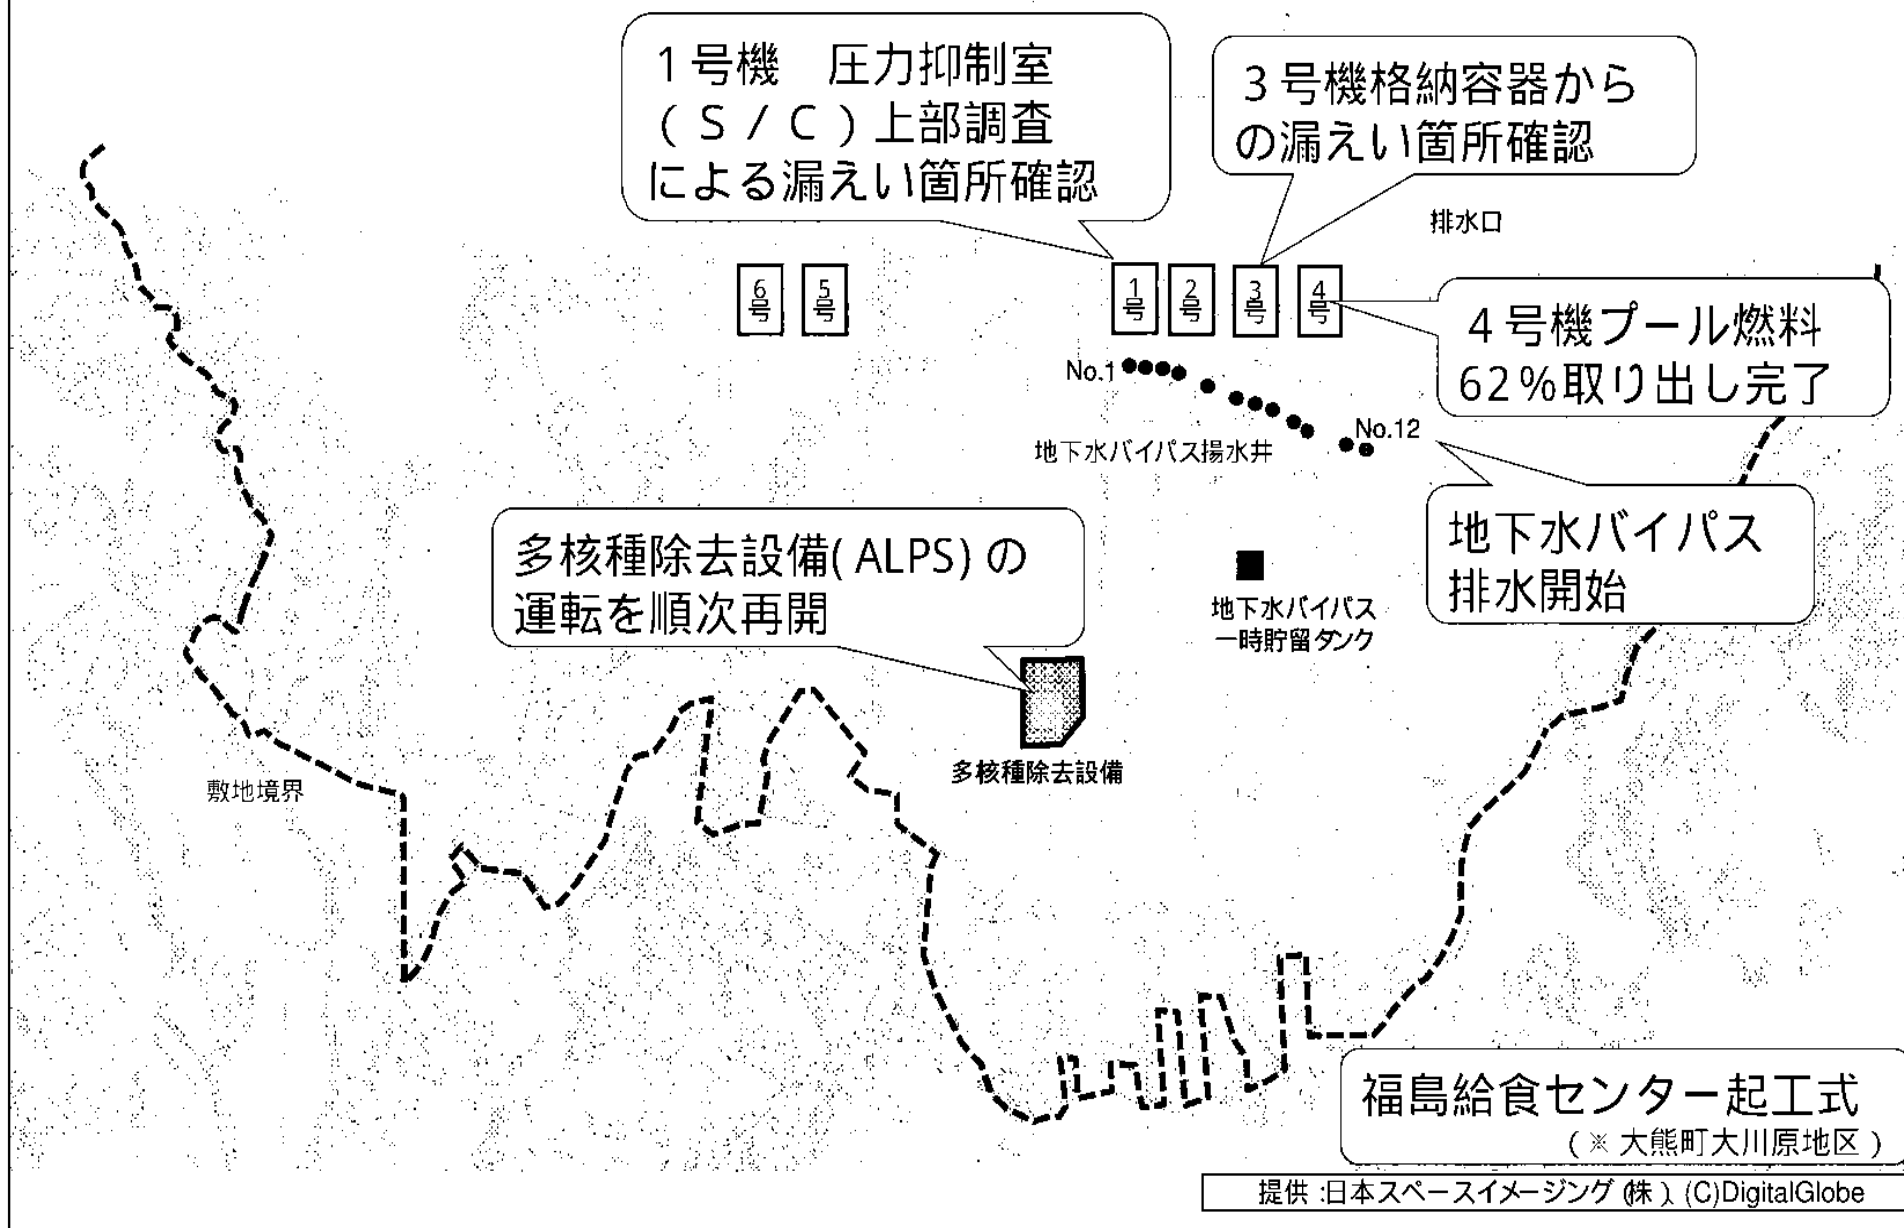 1号機　圧力抑制室
(S/C)上部調査
による漏えい箇所確認
3号機格納容器から
の漏えい箇所確認
排水口
6号
5号
1号
2号
3号
4号
4号機プール燃料
62%取り出し完了
No.1
No.12
地下水バイパス揚水井
地下水バイパス
排水開始
多核種除去設備(ALPS)の
運転を順次再開
地下水バイパス
一時貯留タンク
多核種除去設備
敷地境界
福島給食センター起工式
(※大熊町大川原地区)
提供:日本スペースイメージング(株)、(C)DigitalGlobe